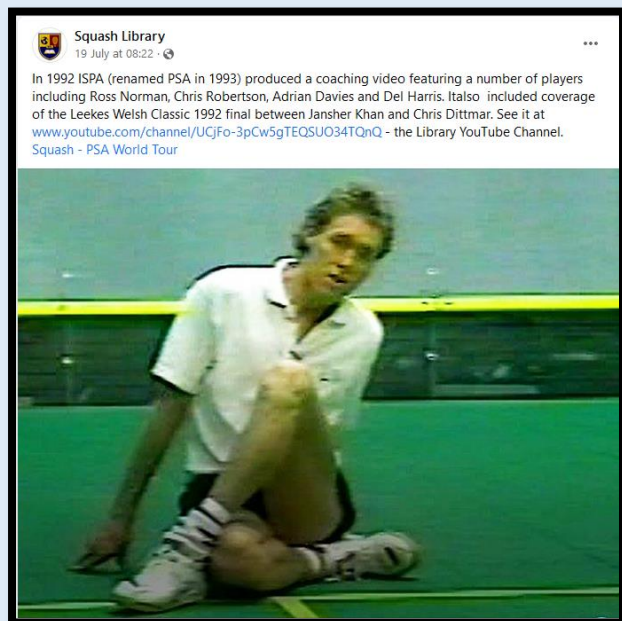 Squash Library
19 July at 08:22 ·
In 1992 ISPA (renamed PSA in 1993) produced a coaching video featuring a number of players
including Ross Norman, Chris Robertson, Adrian Davies and Del Harris. Italso  included coverage
of the Leekes Welsh Classic 1992 final between Jansher Khan and Chris Dittmar. See it at
www.youtube.com/channel/UCjFo-3pCw5gTEQSUO34TQnQ - the Library YouTube Channel.
Squash - PSA World Tour